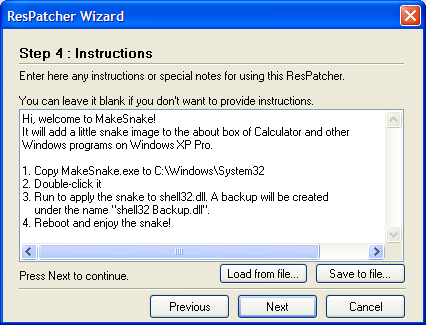 ResPatcher Wizard
Step 4 : Instructions
Enter here any instructions or special notes for using this ResPatcher.
You can leave it blank if you don't want to provide instructions.
Hi, welcome to MakeSnake!
It will add a little snake image to the about box of Calculator and other
Windows programs on Windows XP Pro.
1. Copy MakeSnake.exe to C:\Windows\System32
2. Double-click it
3. Run to apply the snake to shell32.dll. A backup will be created
under the name "shell32 Backup.dll".
4. Reboot and enjoy the snake!
Press Next to continue.
Load from file...
Save to file...
Previous
Next
Cancel